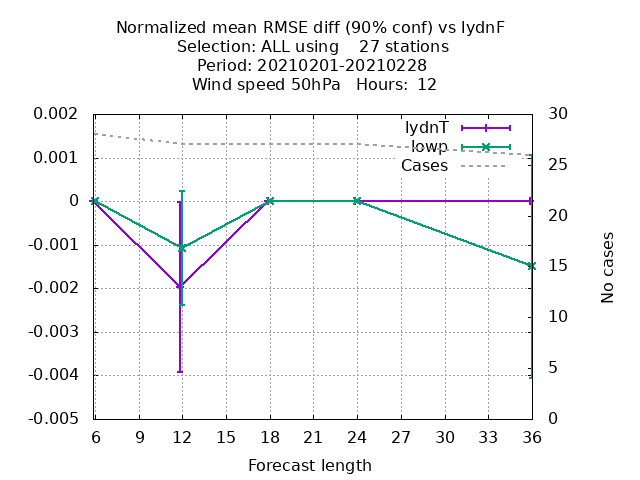 Normalized mean RMSE diff (90% conf) vs IydnF
Selection: ALL using    27 stations
Period: 20210201-20210228
Wind speed 50hPa   Hours:  12
0.002
0.001
0
-0.001
-0.002
-0.003
-0.004
-0.005
30
25
20
15
10
5
0
IydnT
Iowp
Cases
No cases
6 9 12 15 18 21 24 27 30 33 36
Forecast length